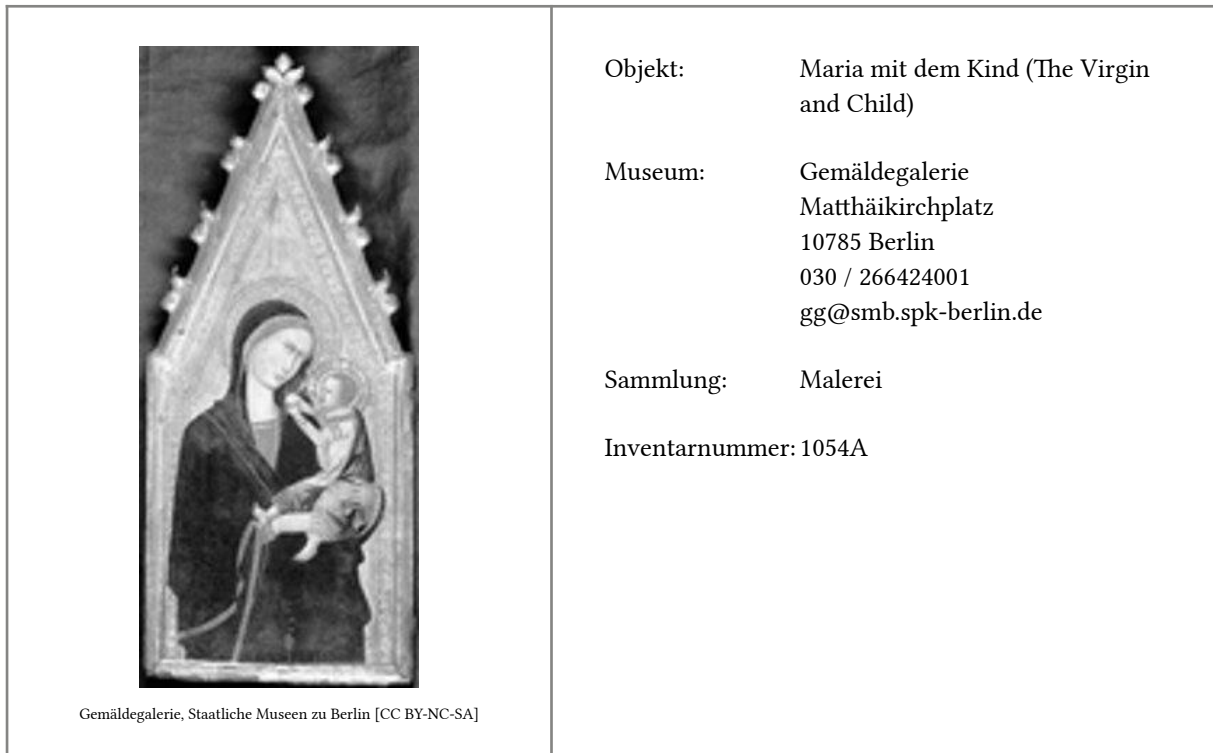 Gemäldegalerie, Staatliche Museen zu Berlin [CC BY-NC-SA]
Objekt: Maria mit dem Kind (The Virgin
and Child)
Museum: Gemäldegalerie
Matthäikirchplatz
10785 Berlin
030 / 266424001
gg@smb.spk-berlin.de
Sammlung: Malerei
Inventarnummer: 1054A